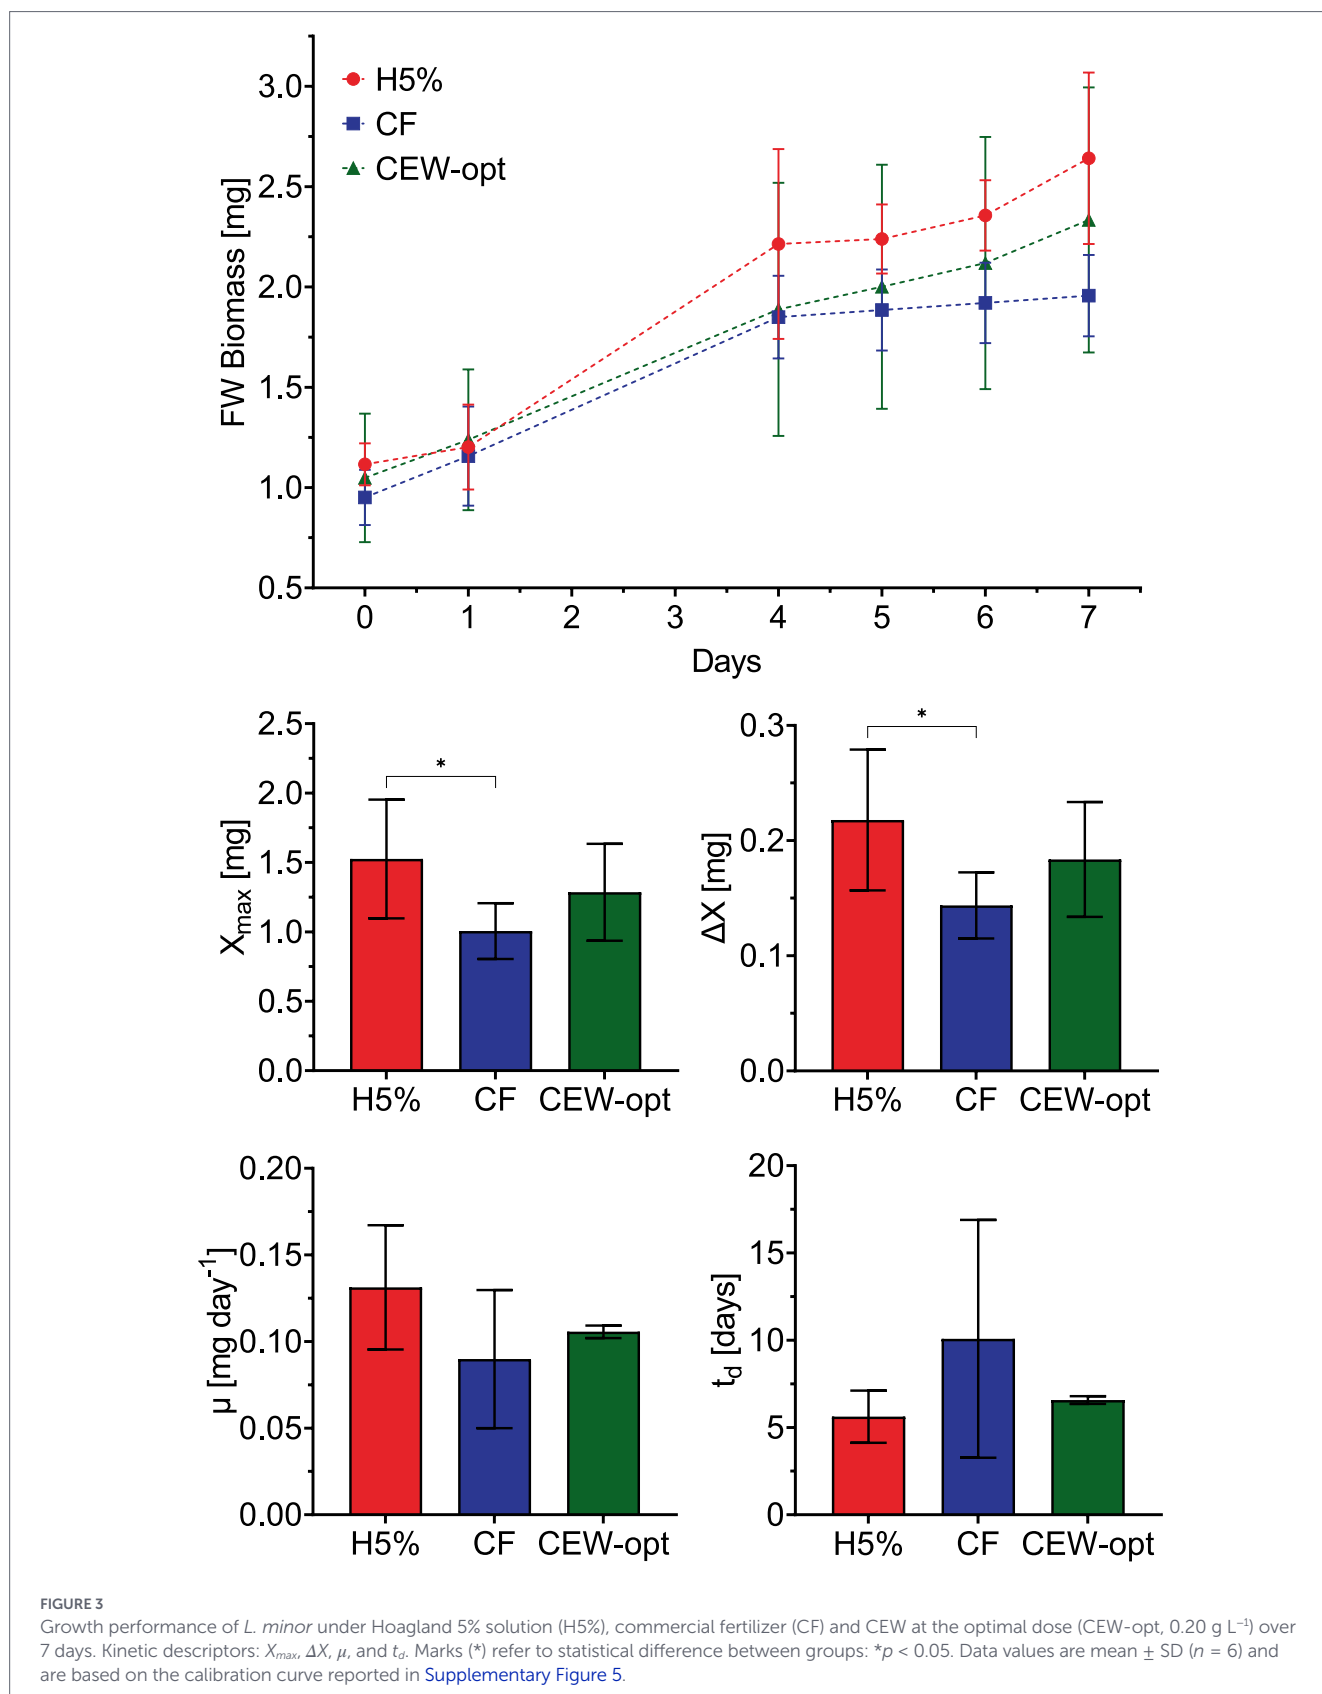 H5%
CF
CEW-opt
FW Biomass [mg]
3.0
2.5
2.0
1.5
1.0
0.5
0 1 2 3 4 5 6 7
Days
X_max [mg]
2.5
2.0
1.5
1.0
0.5
0.0
*
H5% CF CEW-opt
ΔX [mg]
0.3
0.2
0.1
0.0
*
H5% CF CEW-opt
µ [mg day⁻¹]
0.20
0.15
0.10
0.05
0.00
H5% CF CEW-opt
t_d [days]
20
15
10
5
0
H5% CF CEW-opt
FIGURE 3
Growth performance of L. minor under Hoagland 5% solution (H5%), commercial fertilizer (CF) and CEW at the optimal dose (CEW-opt, 0.20 g L⁻¹) over
7 days. Kinetic descriptors: X_max, ΔX, µ, and t_d. Marks (*) refer to statistical difference between groups: *p < 0.05. Data values are mean ± SD (n = 6) and
are based on the calibration curve reported in Supplementary Figure 5.